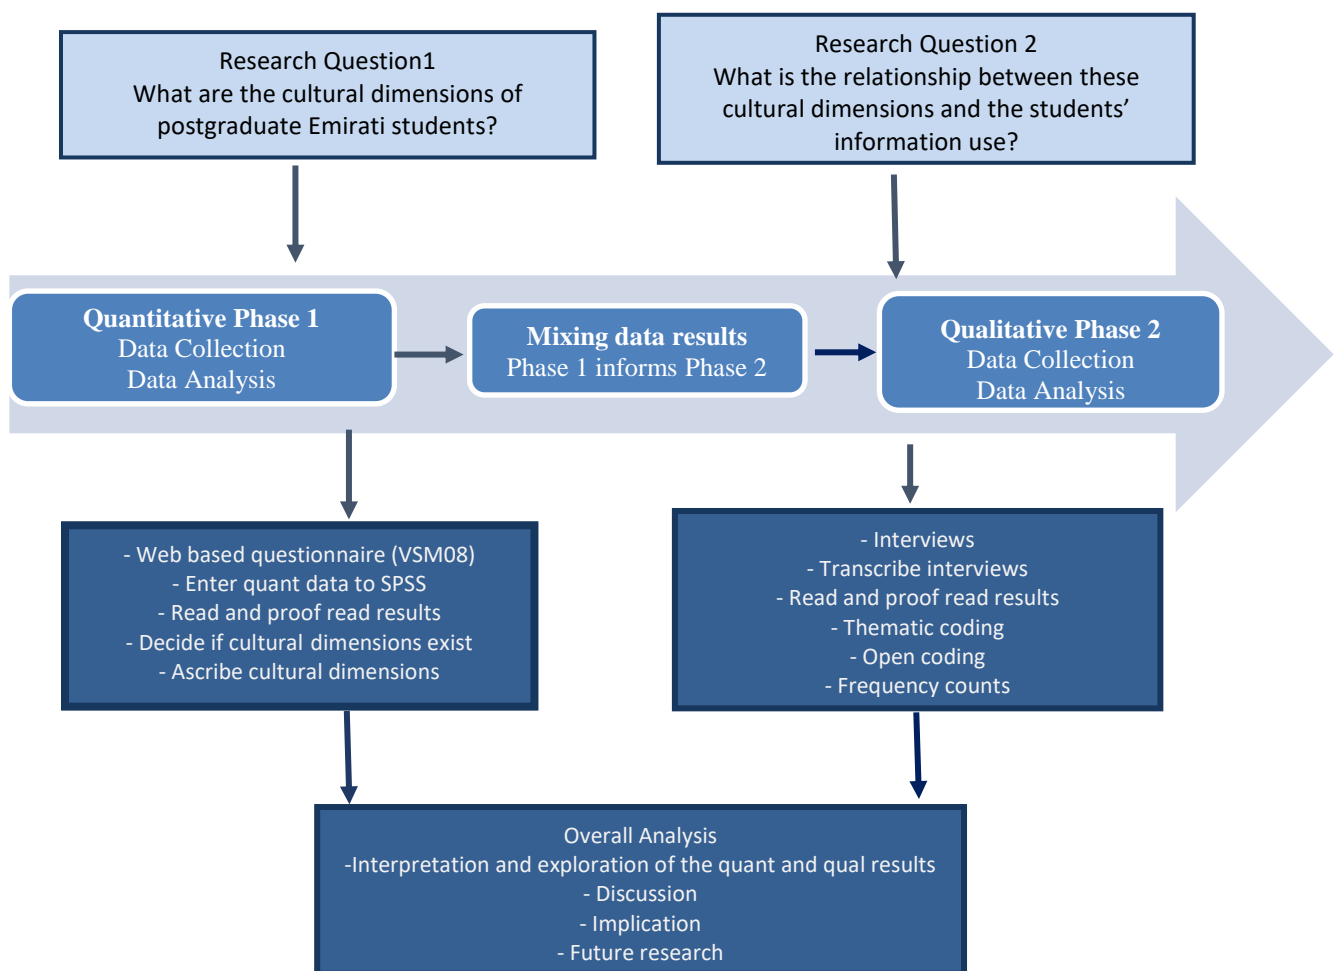 Research Question1
What are the cultural dimensions of
postgraduate Emirati students?
Research Question 2
What is the relationship between these
cultural dimensions and the students’
information use?
Quantitative Phase 1
Data Collection
Data Analysis
Mixing data results
Phase 1 informs Phase 2
Qualitative Phase 2
Data Collection
Data Analysis
- Web based questionnaire (VSM08)
- Enter quant data to SPSS
- Read and proof read results
- Decide if cultural dimensions exist
- Ascribe cultural dimensions
- Interviews
- Transcribe interviews
- Read and proof read results
- Thematic coding
- Open coding
- Frequency counts
Overall Analysis
-Interpretation and exploration of the quant and qual results
- Discussion
- Implication
- Future research